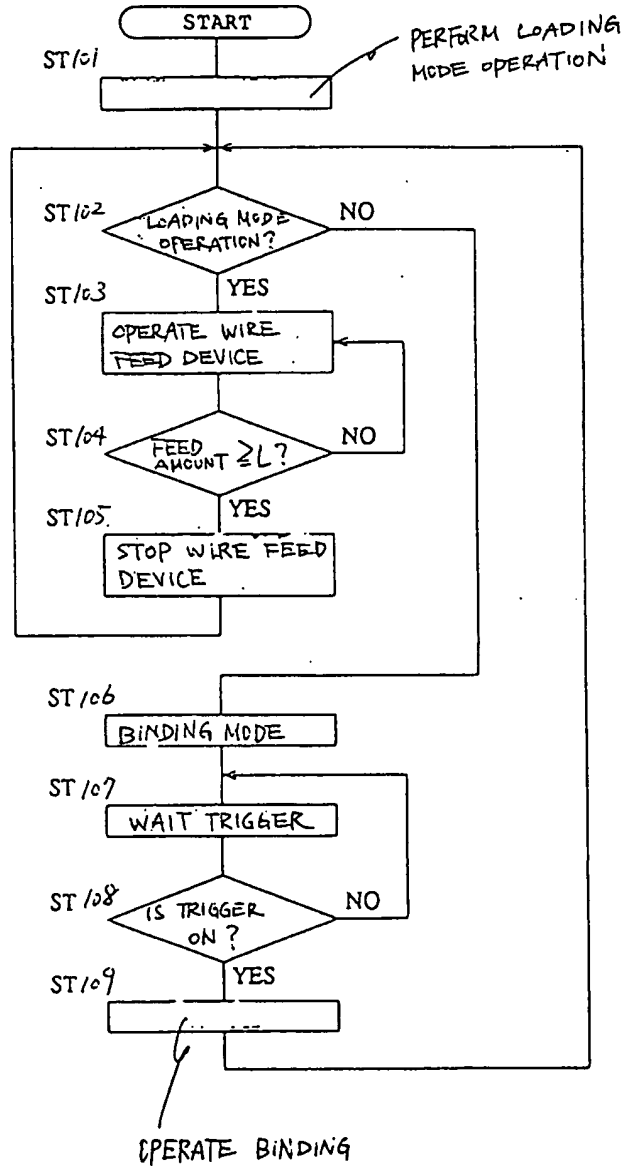 START
PERFORM LOADING
MODE OPERATION
ST101
ST102
LOADING MODE
OPERATION?
NO
YES
ST103
OPERATE WIRE
FEED DEVICE
ST104
FEED
AMOUNT ≧L?
NO
YES
ST105
STOP WIRE FEED
DEVICE
ST106
BINDING MODE
ST107
WAIT TRIGGER
ST108
IS TRIGGER
ON?
NO
YES
ST109
OPERATE BINDING